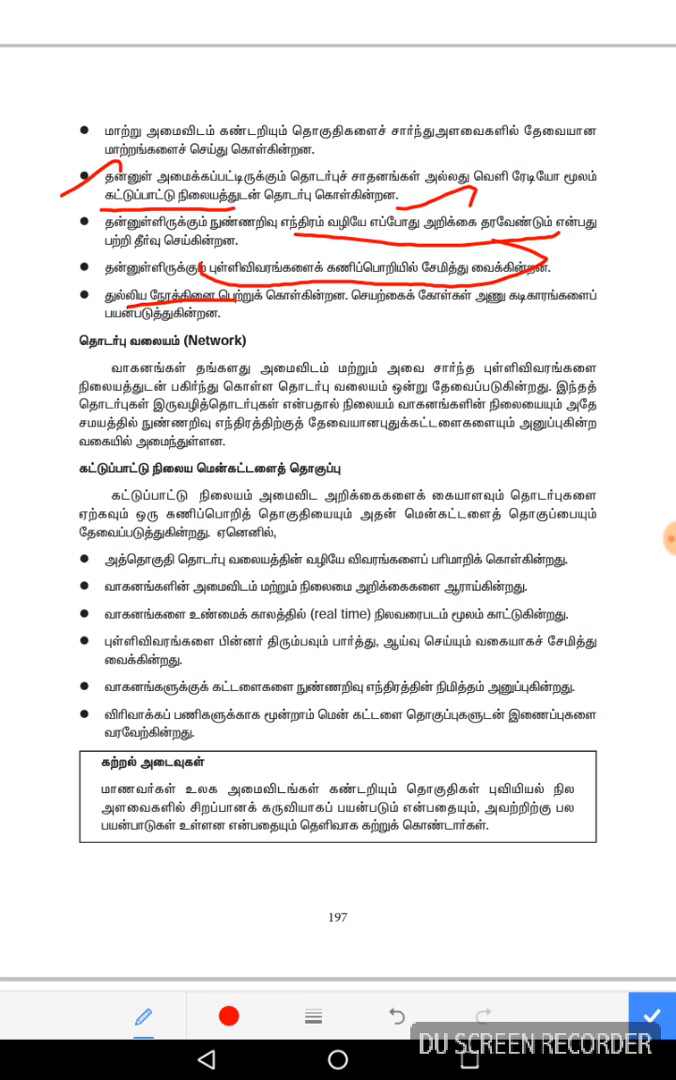 ● மாற்று அமைவிடம் கண்டறியும் தொகுதிகளைச் சார்ந்துஅளவைகளில் தேவையான
மாற்றங்களைச் செய்து கொள்கின்றன.
● தன்னுள் அமைக்கப்பட்டிருக்கும் தொடர்புச் சாதனங்கள் அல்லது வெளி ரேடியோ மூலம்
கட்டுப்பாட்டு நிலையத்துடன் தொடர்பு கொள்கின்றன.
● தன்னுள்ளிருக்கும் நுண்ணறிவு எந்திரம் வழியே எப்போது அறிக்கை தரவேண்டும் என்பது
பற்றி தீர்வு செய்கின்றன.
● தன்னுள்ளிருக்கும் புள்ளிவிவரங்களைக் கணிப்பொறியில் சேமித்து வைக்கின்றன.
● துல்லிய நேரத்தினை பெற்றுக் கொள்கின்றன. செயற்கைக் கோள்கள் அணு கடிகாரங்களைப்
பயன்படுத்துகின்றன.
தொடர்பு வலையம் (Network)
வாகனங்கள் தங்களது அமைவிடம் மற்றும் அவை சார்ந்த புள்ளிவிவரங்களை
நிலையத்துடன் பகிர்ந்து கொள்ள தொடர்பு வலையம் ஒன்று தேவைப்படுகின்றது. இந்தத்
தொடர்புகள் இருவழித்தொடர்புகள் என்பதால் நிலையம் வாகனங்களின் நிலையையும் அதே
சமயத்தில் நுண்ணறிவு எந்திரத்திற்குத் தேவையானபுதுக்கட்டளைகளையும் அனுப்புகின்ற
வகையில் அமைந்துள்ளன.
கட்டுப்பாட்டு நிலைய மென்கட்டளைத் தொகுப்பு
கட்டுப்பாட்டு நிலையம் அமைவிட அறிக்கைகளைக் கையாளவும் தொடர்புகளை
ஏற்கவும் ஒரு கணிப்பொறித் தொகுதியையும் அதன் மென்கட்டளைத் தொகுப்பையும்
தேவைப்படுத்துகின்றது. ஏனெனில்,
● அத்தொகுதி தொடர்பு வலையத்தின் வழியே விவரங்களைப் பரிமாறிக் கொள்கின்றது.
● வாகனங்களின் அமைவிடம் மற்றும் நிலைமை அறிக்கைகளை ஆராய்கின்றது.
● வாகனங்களை உண்மைக் காலத்தில் (real time) நிலவரைபடம் மூலம் காட்டுகின்றது.
● புள்ளிவிவரங்களை பின்னர் திரும்பவும் பார்த்து, ஆய்வு செய்யும் வகையாகச் சேமித்து
வைக்கின்றது.
● வாகனங்களுக்குக் கட்டளைகளை நுண்ணறிவு எந்திரத்தின் நிமித்தம் அனுப்புகின்றது.
● விரிவாக்கப் பணிகளுக்காக மூன்றாம் மென் கட்டளை தொகுப்புகளுடன் இணைப்புகளை
வரவேற்கின்றது.
கற்றல் அடைவுகள்
மாணவர்கள் உலக அமைவிடங்கள் கண்டறியும் தொகுதிகள் புவியியல் நில
அளவைகளில் சிறப்பானக் கருவியாகப் பயன்படும் என்பதையும், அவற்றிற்கு பல
பயன்பாடுகள் உள்ளன என்பதையும் தெளிவாக கற்றுக் கொண்டார்கள்.
197
DU SCREEN RECORDER